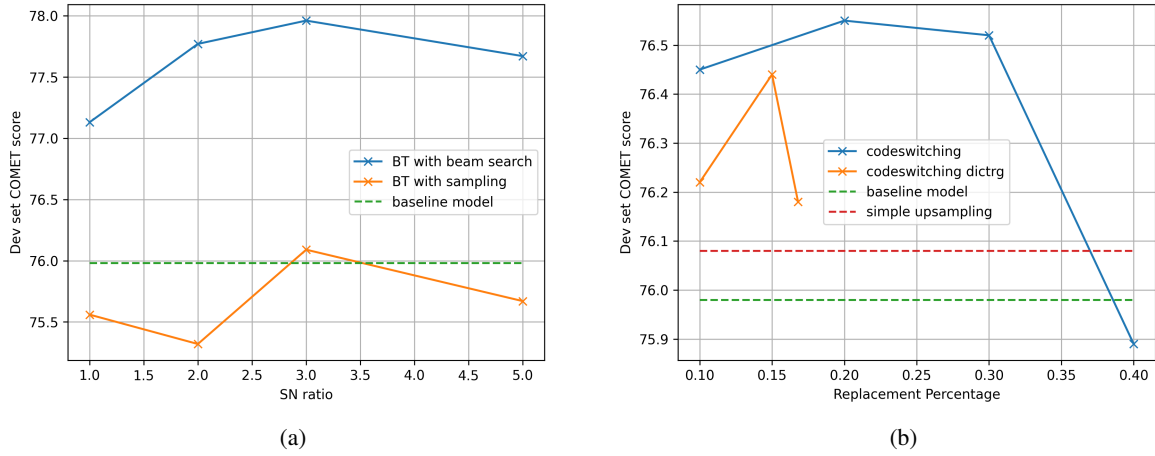 78.0
77.5
77.0
76.5
76.0
75.5
Dev set COMET score
BT with beam search
BT with sampling
baseline model
1.0 1.5 2.0 2.5 3.0 3.5 4.0 4.5 5.0
SN ratio
(a)
76.5
76.4
76.3
76.2
76.1
76.0
75.9
Dev set COMET score
codeswitching
codeswitching dictrg
baseline model
simple upsampling
0.10 0.15 0.20 0.25 0.30 0.35 0.40
Replacement Percentage
(b)